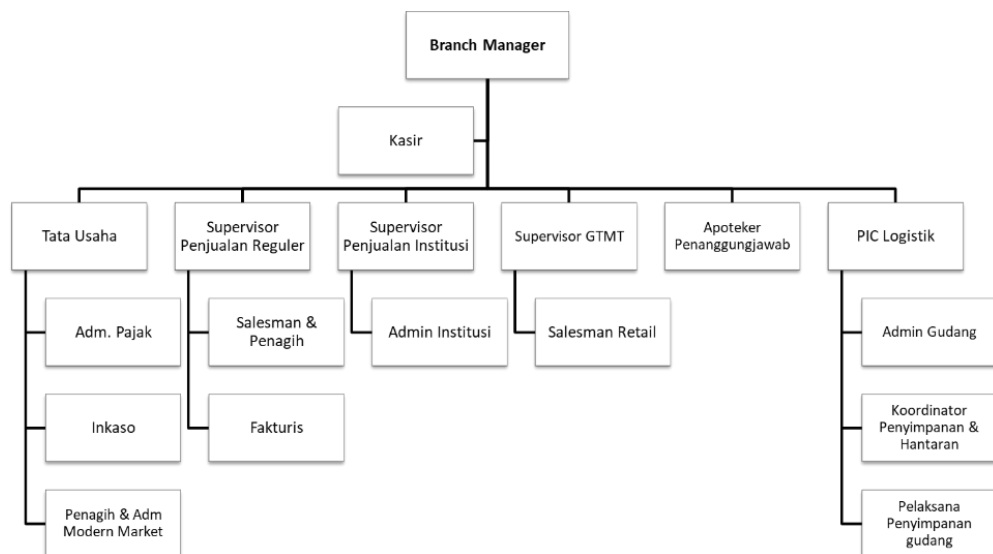 Branch Manager
Kasir
Tata Usaha
Supervisor
Penjualan Reguler
Supervisor
Penjualan Institusi
Supervisor GTMT
Apoteker
Penanggungjawab
PIC Logistik
Adm. Pajak
Salesman &
Penagih
Admin Institusi
Salesman Retail
Admin Gudang
Inkaso
Fakturis
Koordinator
Penyimpanan &
Hantaran
Penagih & Adm
Modern Market
Pelaksana
Penyimpanan
gudang